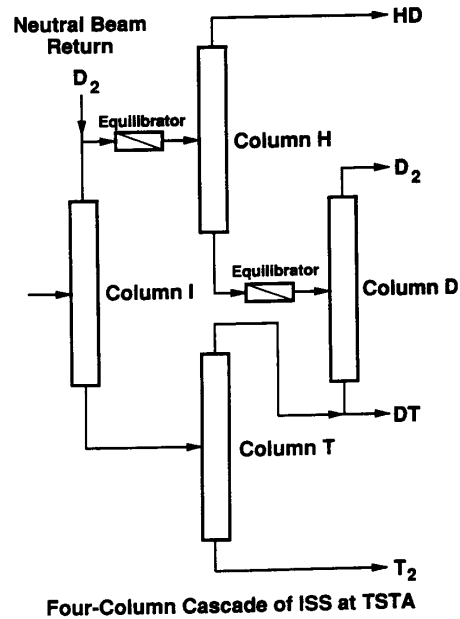 HD
Neutral Beam
Return
D2
Equilibrator
Column H
D2
Equilibrator
Column I
Column D
DT
Column T
T2
Four-Column Cascade of ISS at TSTA